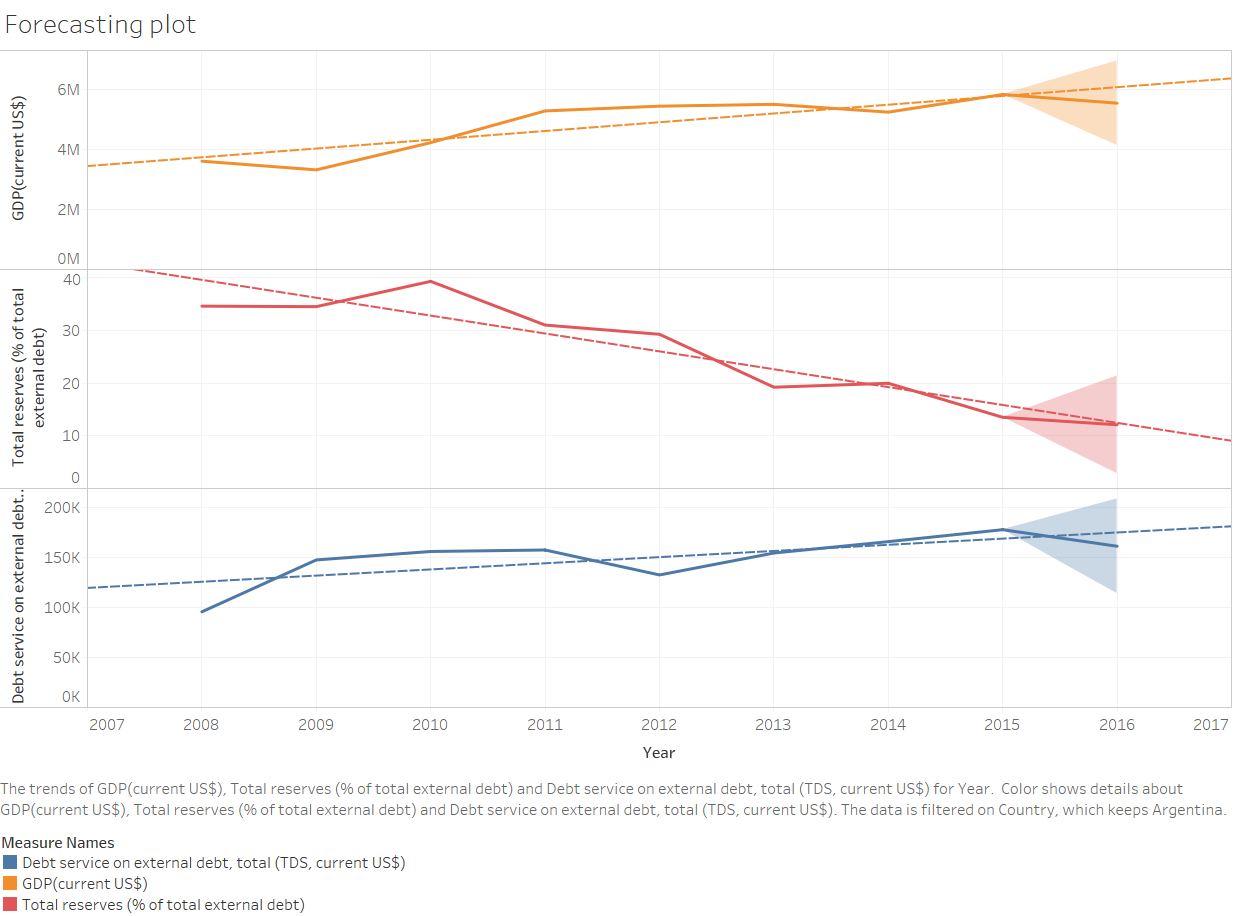 Forecasting plot
GDP(current US$)
6M
4M
2M
0M
Total reserves (% of total
external debt)
40
30
20
10
0
Debt service on external debt..
200K
150K
100K
50K
0K
2007 2008 2009 2010 2011 2012 2013 2014 2015 2016 2017
Year
The trends of GDP(current US$), Total reserves (% of total external debt) and Debt service on external debt, total (TDS, current US$) for Year. Color shows details about
GDP(current US$), Total reserves (% of total external debt) and Debt service on external debt, total (TDS, current US$). The data is filtered on Country, which keeps Argentina.
Measure Names
Debt service on external debt, total (TDS, current US$)
GDP(current US$)
Total reserves (% of total external debt)